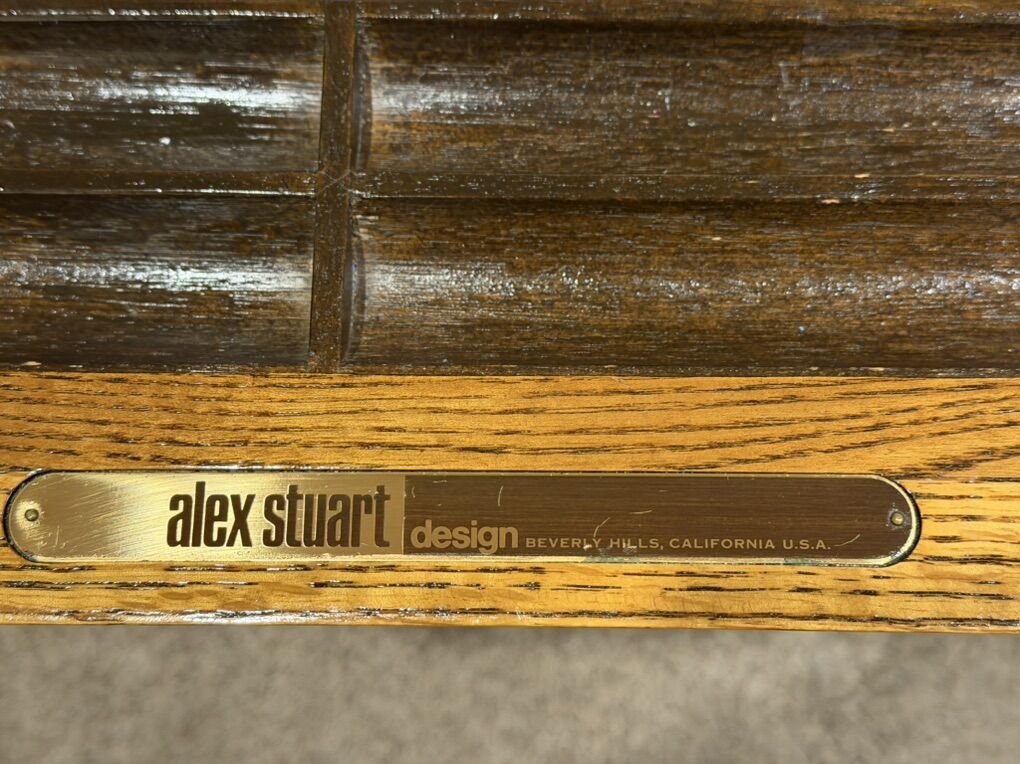 alex stuart design BEVERLY HILLS, CALIFORNIA U.S.A.